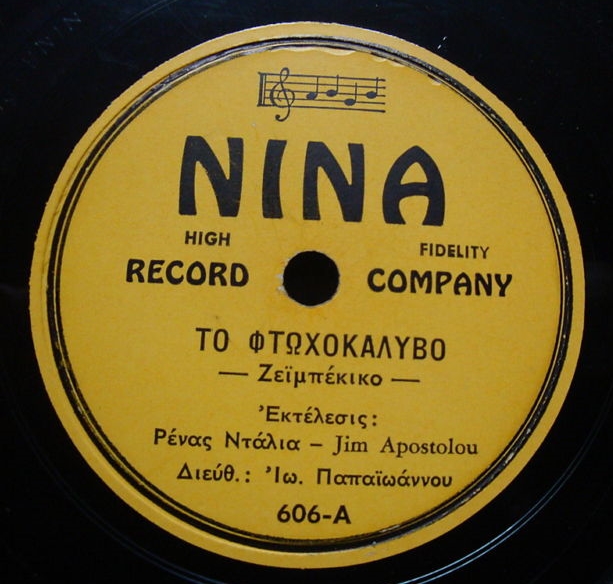 NINA
HIGH FIDELITY
RECORD COMPANY
ΤΟ ΦΤΩΧΟΚΑΛΥΒΟ
— Ζεϊμπέκικο —
Ἐκτέλεσις:
Ρένας Ντάλια – Jim Apostolou
Διεύθ.: Ἰω. Παπαϊωάννου
606-A